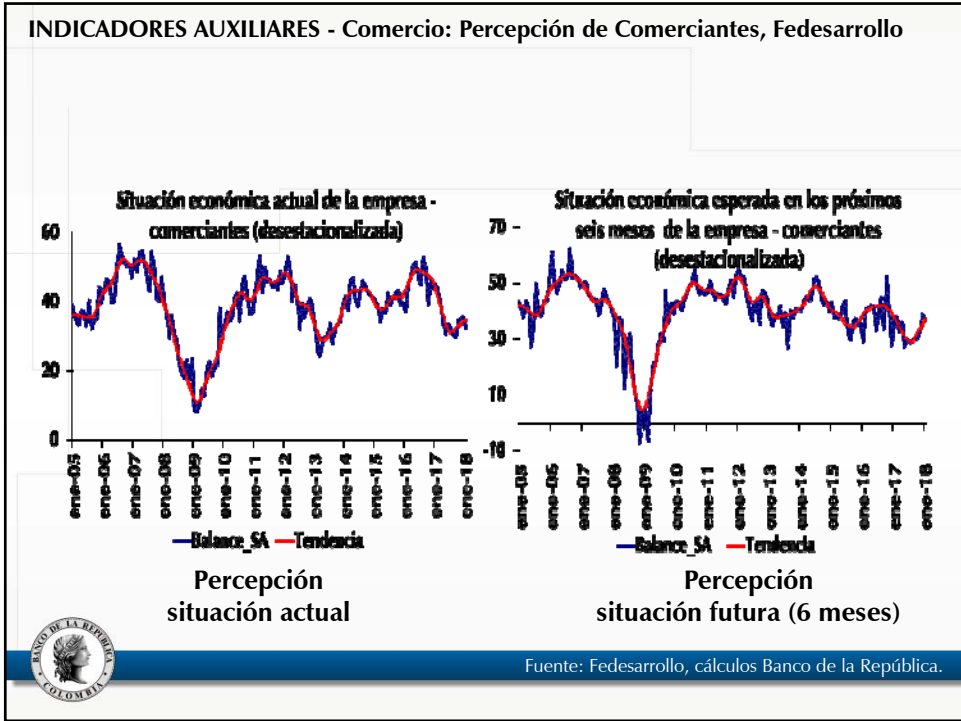 INDICADORES AUXILIARES - Comercio: Percepción de Comerciantes, Fedesarrollo
Situación económica actual de la empresa -
comerciantes (desestacionalizada)
60
40
20
0
ene-05
ene-06
ene-07
ene-08
ene-09
ene-10
ene-11
ene-12
ene-13
ene-14
ene-15
ene-16
ene-17
ene-18
Balance_SA
Tendencia
Percepción
situación actual
Situación económica esperada en los próximos
seis meses de la empresa - comerciantes
(desestacionalizada)
70
50
30
10
-10
ene-05
ene-06
ene-07
ene-08
ene-09
ene-10
ene-11
ene-12
ene-13
ene-14
ene-15
ene-16
ene-17
ene-18
Balance_SA
Tendencia
Percepción
situación futura (6 meses)
BANCO DE LA REPUBLICA
COLOMBIA
Fuente: Fedesarrollo, cálculos Banco de la República.